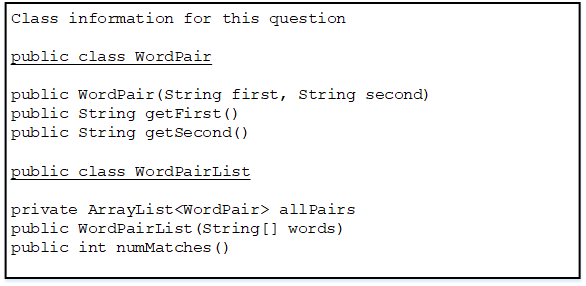 Class information for this question
public class WordPair
public WordPair(String first, String second)
public String getFirst()
public String getSecond()
public class WordPairList
private ArrayList<WordPair> allPairs
public WordPairList(String[] words)
public int numMatches()